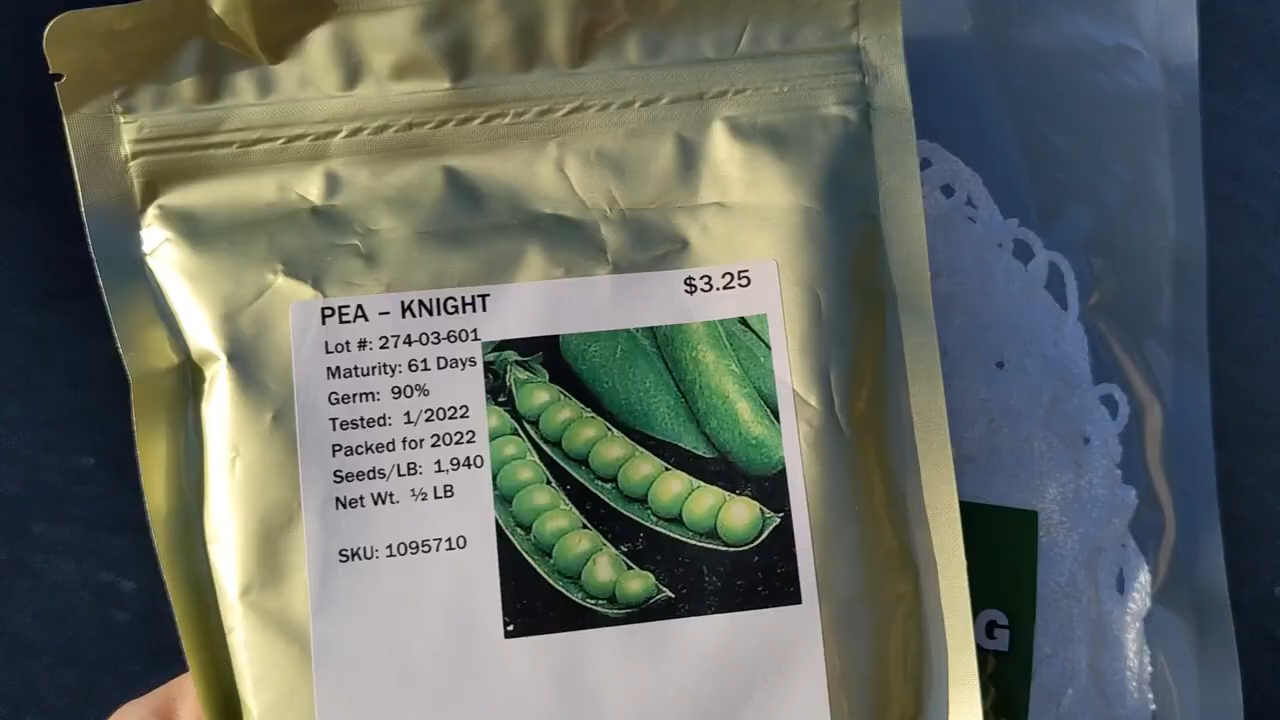 PEA – KNIGHT
$3.25
Lot #: 274-03-601
Maturity: 61 Days
Germ: 90%
Tested: 1/2022
Packed for 2022
Seeds/LB: 1,940
Net Wt. ½ LB
SKU: 1095710
G